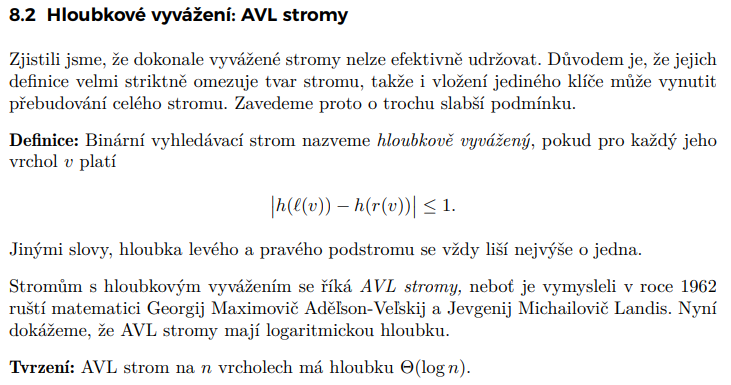 8.2 Hloubkové vyvážení: AVL stromy
Zjistili jsme, že dokonale vyvážené stromy nelze efektivně udržovat. Důvodem je, že jejich
definice velmi striktně omezuje tvar stromu, takže i vložení jediného klíče může vynutit
přebudování celého stromu. Zavedeme proto o trochu slabší podmínku.
Definice: Binární vyhledávací strom nazveme hloubkově vyvážený, pokud pro každý jeho
vrchol v platí
|h(ℓ(v)) − h(r(v))| ≤ 1.
Jinými slovy, hloubka levého a pravého podstromu se vždy liší nejvýše o jedna.
Stromům s hloubkovým vyvážením se říká AVL stromy, neboť je vymysleli v roce 1962
ruští matematici Georgij Maximovič Aděľson-Veľskij a Jevgenij Michailovič Landis. Nyní
dokážeme, že AVL stromy mají logaritmickou hloubku.
Tvrzení: AVL strom na n vrcholech má hloubku Θ(log n).